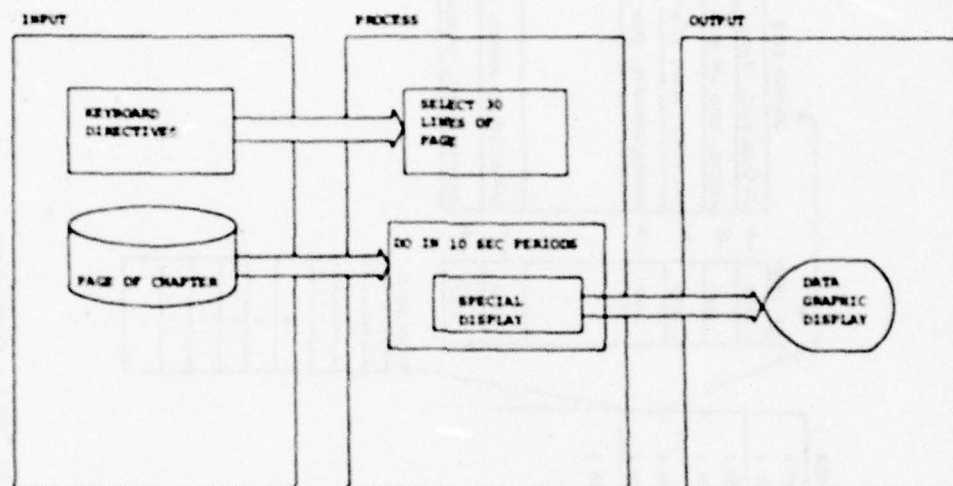 INPUT
PROCESS
OUTPUT
KEYBOARD
DIRECTIVES
SELECT 30
LINES OF
PAGE
PAGE OF CHAPTER
DO IN 10 SEC PERIODS
SPECIAL
DISPLAY
DATA
GRAPHIC
DISPLAY